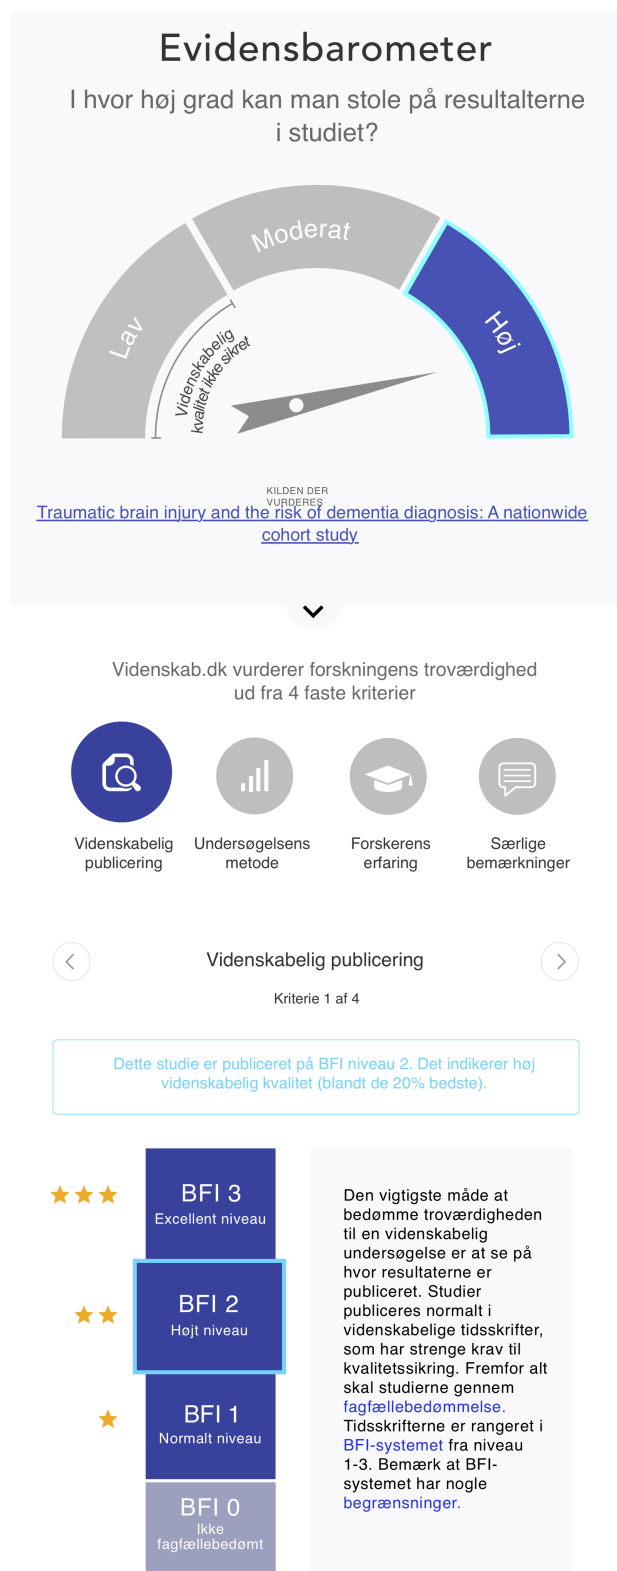 Evidensbarometer
I hvor høj grad kan man stole på resultalterne
i studiet?
Lav
Moderat
Høj
Videnskabelig
kvalitet ikke sikret
KILDEN DER
VURDERES
Traumatic brain injury and the risk of dementia diagnosis: A nationwide
cohort study
Videnskab.dk vurderer forskningens troværdighed
ud fra 4 faste kriterier
Videnskabelig
publicering
Undersøgelsens
metode
Forskerens
erfaring
Særlige
bemærkninger
Videnskabelig publicering
Kriterie 1 af 4
Dette studie er publiceret på BFI niveau 2. Det indikerer høj
videnskabelig kvalitet (blandt de 20% bedste).
BFI 3
Excellent niveau
BFI 2
Højt niveau
BFI 1
Normalt niveau
BFI 0
Ikke
fagfællebedømt
Den vigtigste måde at
bedømme troværdigheden
til en videnskabelig
undersøgelse er at se på
hvor resultaterne er
publiceret. Studier
publiceres normalt i
videnskabelige tidsskrifter,
som har strenge krav til
kvalitetssikring. Fremfor alt
skal studierne gennem
fagfællebedømmelse.
Tidsskrifterne er rangeret i
BFI-systemet fra niveau
1-3. Bemærk at BFI-
systemet har nogle
begrænsninger.